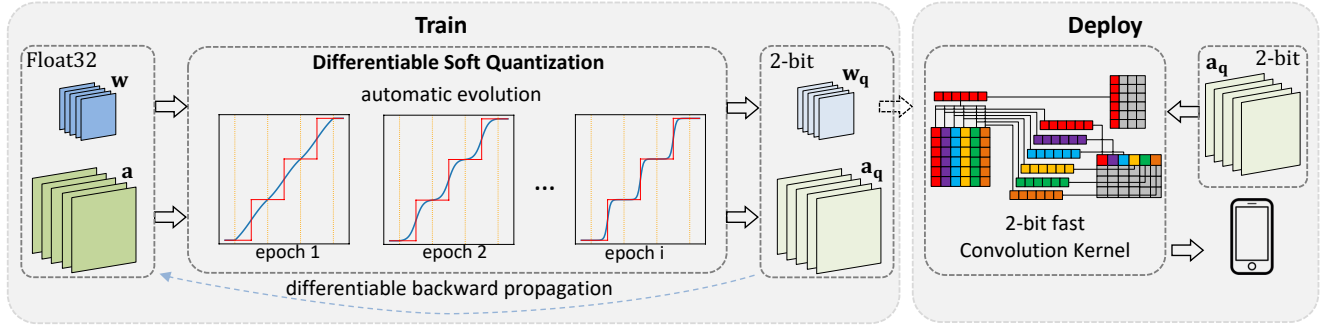 Train
Float32
w
a
Differentiable Soft Quantization
automatic evolution
...
epoch 1
epoch 2
epoch i
differentiable backward propagation
2-bit
w_q
a_q
Deploy
2-bit fast
Convolution Kernel
a_q
2-bit